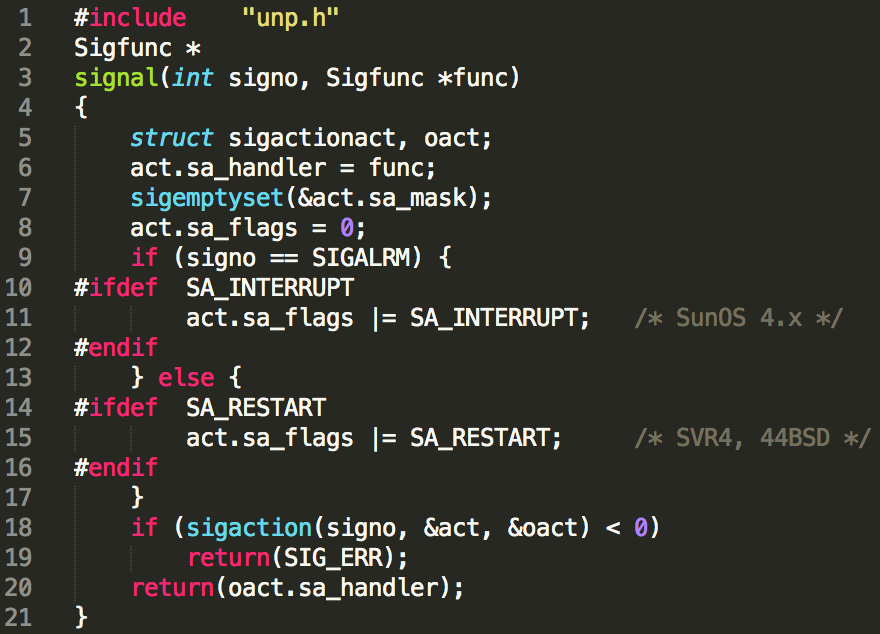 1 #include    "unp.h"
2 Sigfunc *
3 signal(int signo, Sigfunc *func)
4 {
5     struct sigactionact, oact;
6     act.sa_handler = func;
7     sigemptyset(&act.sa_mask);
8     act.sa_flags = 0;
9     if (signo == SIGALRM) {
10 #ifdef  SA_INTERRUPT
11         act.sa_flags |= SA_INTERRUPT;   /* SunOS 4.x */
12 #endif
13     } else {
14 #ifdef  SA_RESTART
15         act.sa_flags |= SA_RESTART;     /* SVR4, 44BSD */
16 #endif
17     }
18     if (sigaction(signo, &act, &oact) < 0)
19         return(SIG_ERR);
20     return(oact.sa_handler);
21 }